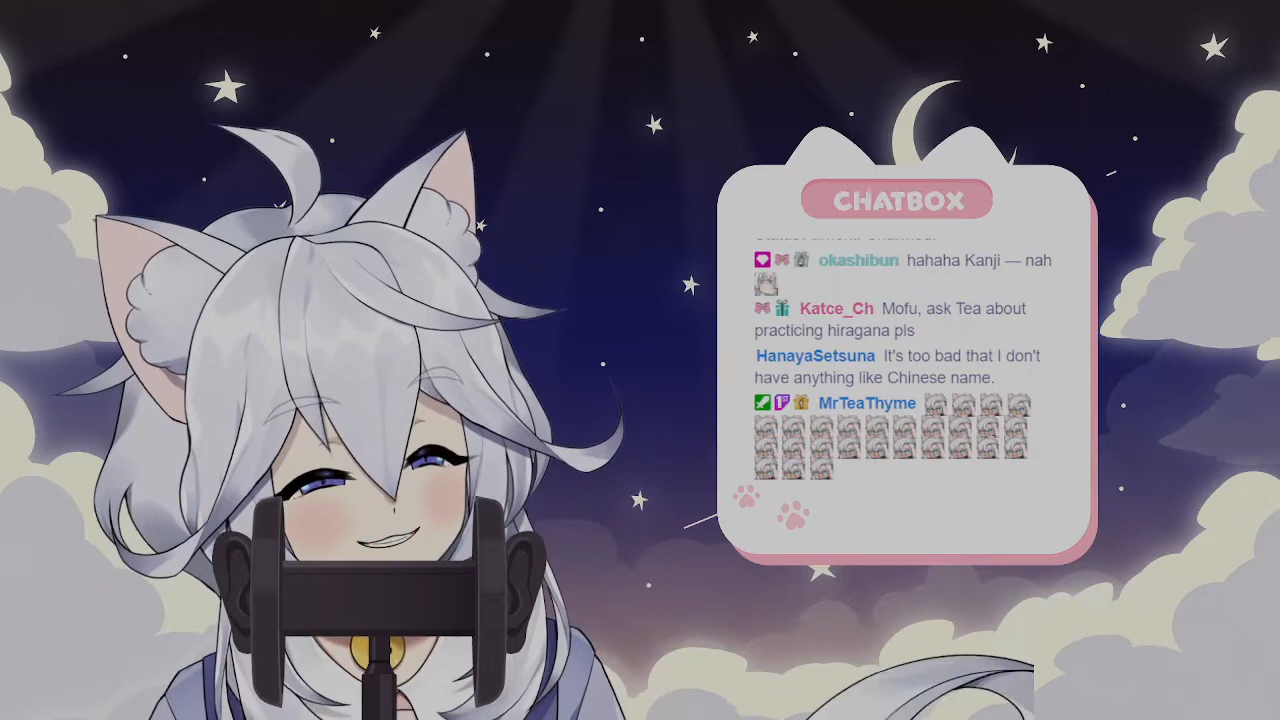 CHATBOX
okashibun hahaha Kanji — nah
Katce_Ch Mofu, ask Tea about
practicing hiragana pls
HanayaSetsuna It's too bad that I don't
have anything like Chinese name.
MrTeaThyme